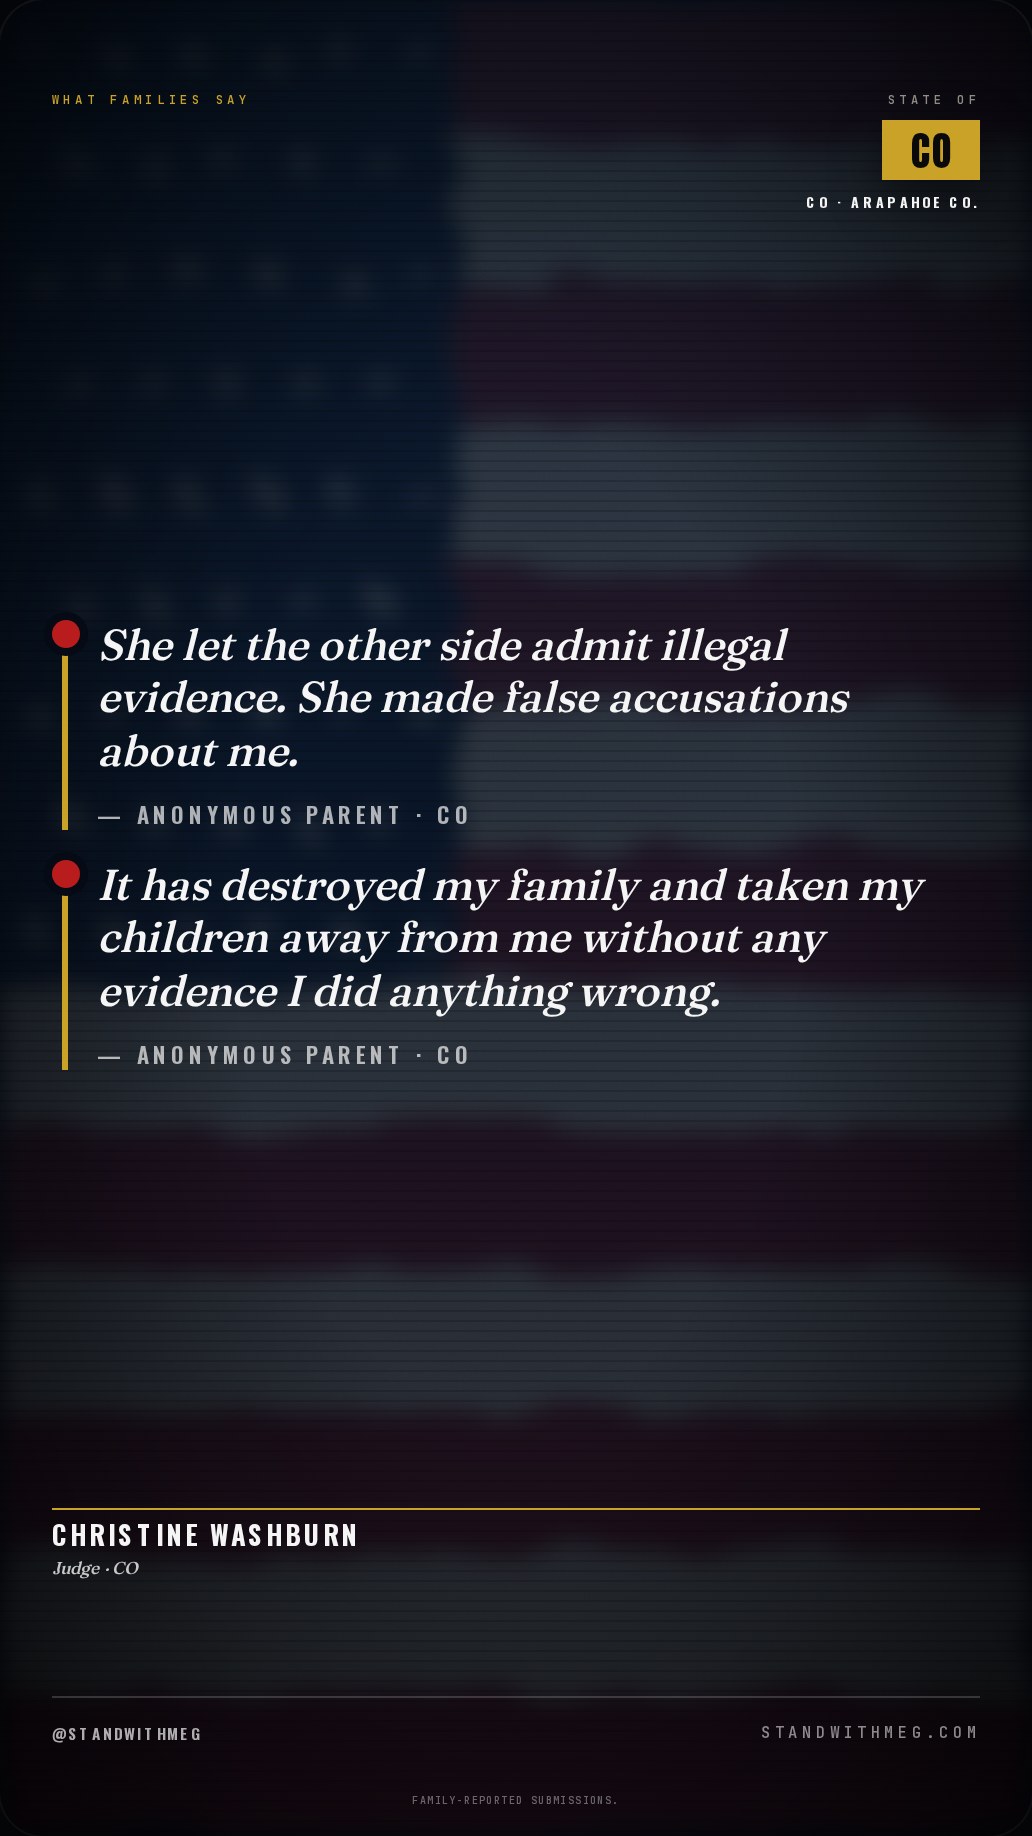 WHAT FAMILIES SAY
STATE OF
CO
CO · ARAPAHOE CO.
She let the other side admit illegal
evidence. She made false accusations
about me.
— ANONYMOUS PARENT · CO
It has destroyed my family and taken my
children away from me without any
evidence I did anything wrong.
— ANONYMOUS PARENT · CO
CHRISTINE WASHBURN
Judge · CO
@STANDWITHMEG
STANDWITHMEG.COM
FAMILY-REPORTED SUBMISSIONS.